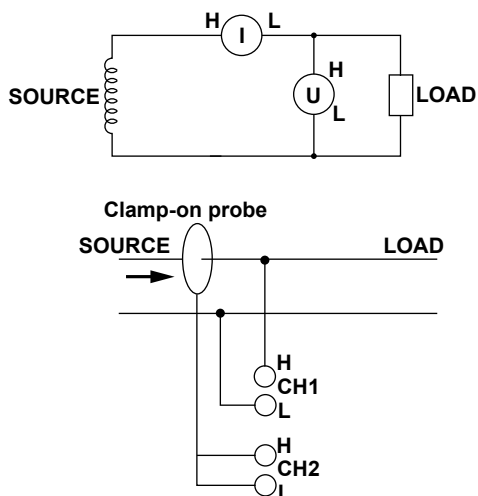 H I L
H
SOURCE U LOAD
L
Clamp-on probe
SOURCE LOAD
H
CH1
L
H
CH2
L